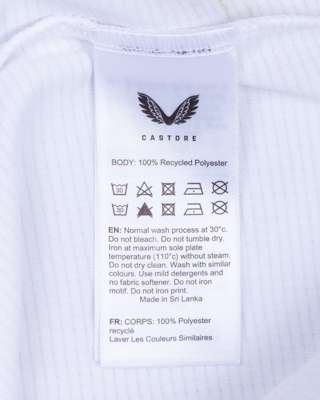 CASTORE
BODY: 100% Recycled Polyester
30
30
EN: Normal wash process at 30°c.
Do not bleach. Do not tumble dry.
Iron at maximum sole plate
temperature (110°c) without steam.
Do not dry clean. Wash with similar
colours. Use mild detergents and
no fabric softener. Do not iron
motif. Do not iron print.
Made in Sri Lanka
FR: CORPS: 100% Polyester
recyclé
Laver Les Couleurs Similaires